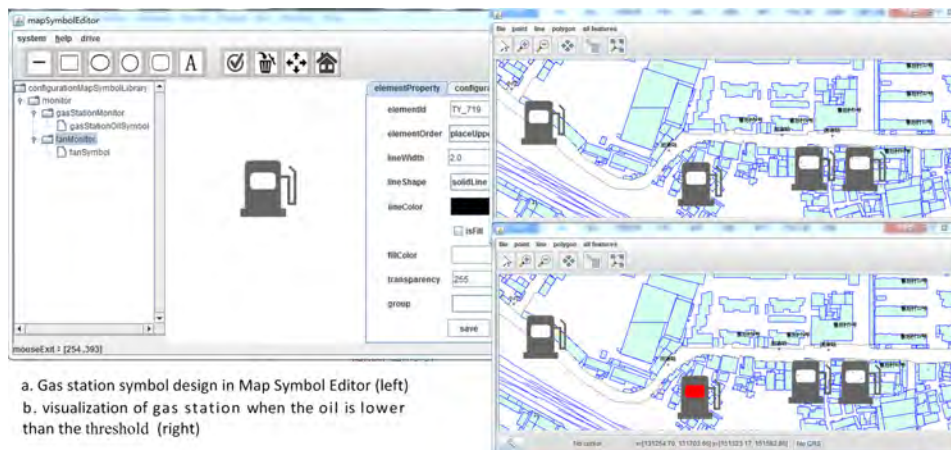 mapSymbolEditor
system help drive
A
configurationMapSymbolLibrary
monitor
gasStationMonitor
gasStationOilSymbol
fanMonitor
fanSymbol
elementProperty configura
elementId TY_719
elementOrder placeUppe
lineWidth 2.0
lineShape solidLine
lineColor
isFill
fillColor
transparency 255
group
save
mouseExit : [254,393]
file point line polygon all features
file point line polygon all features
a. Gas station symbol design in Map Symbol Editor (left)
b. visualization of gas station when the oil is lower
than the threshold (right)